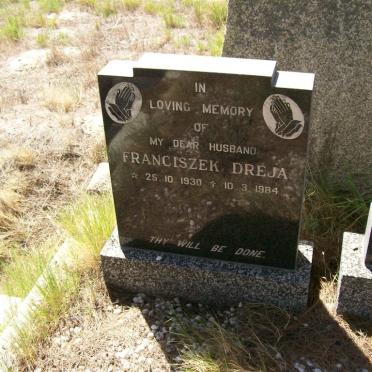 IN
LOVING MEMORY
OF
MY DEAR HUSBAND
FRANCISZEK DREJA
☆ 25.10.1930 ✝ 10.3.1984
THY WILL BE DONE.